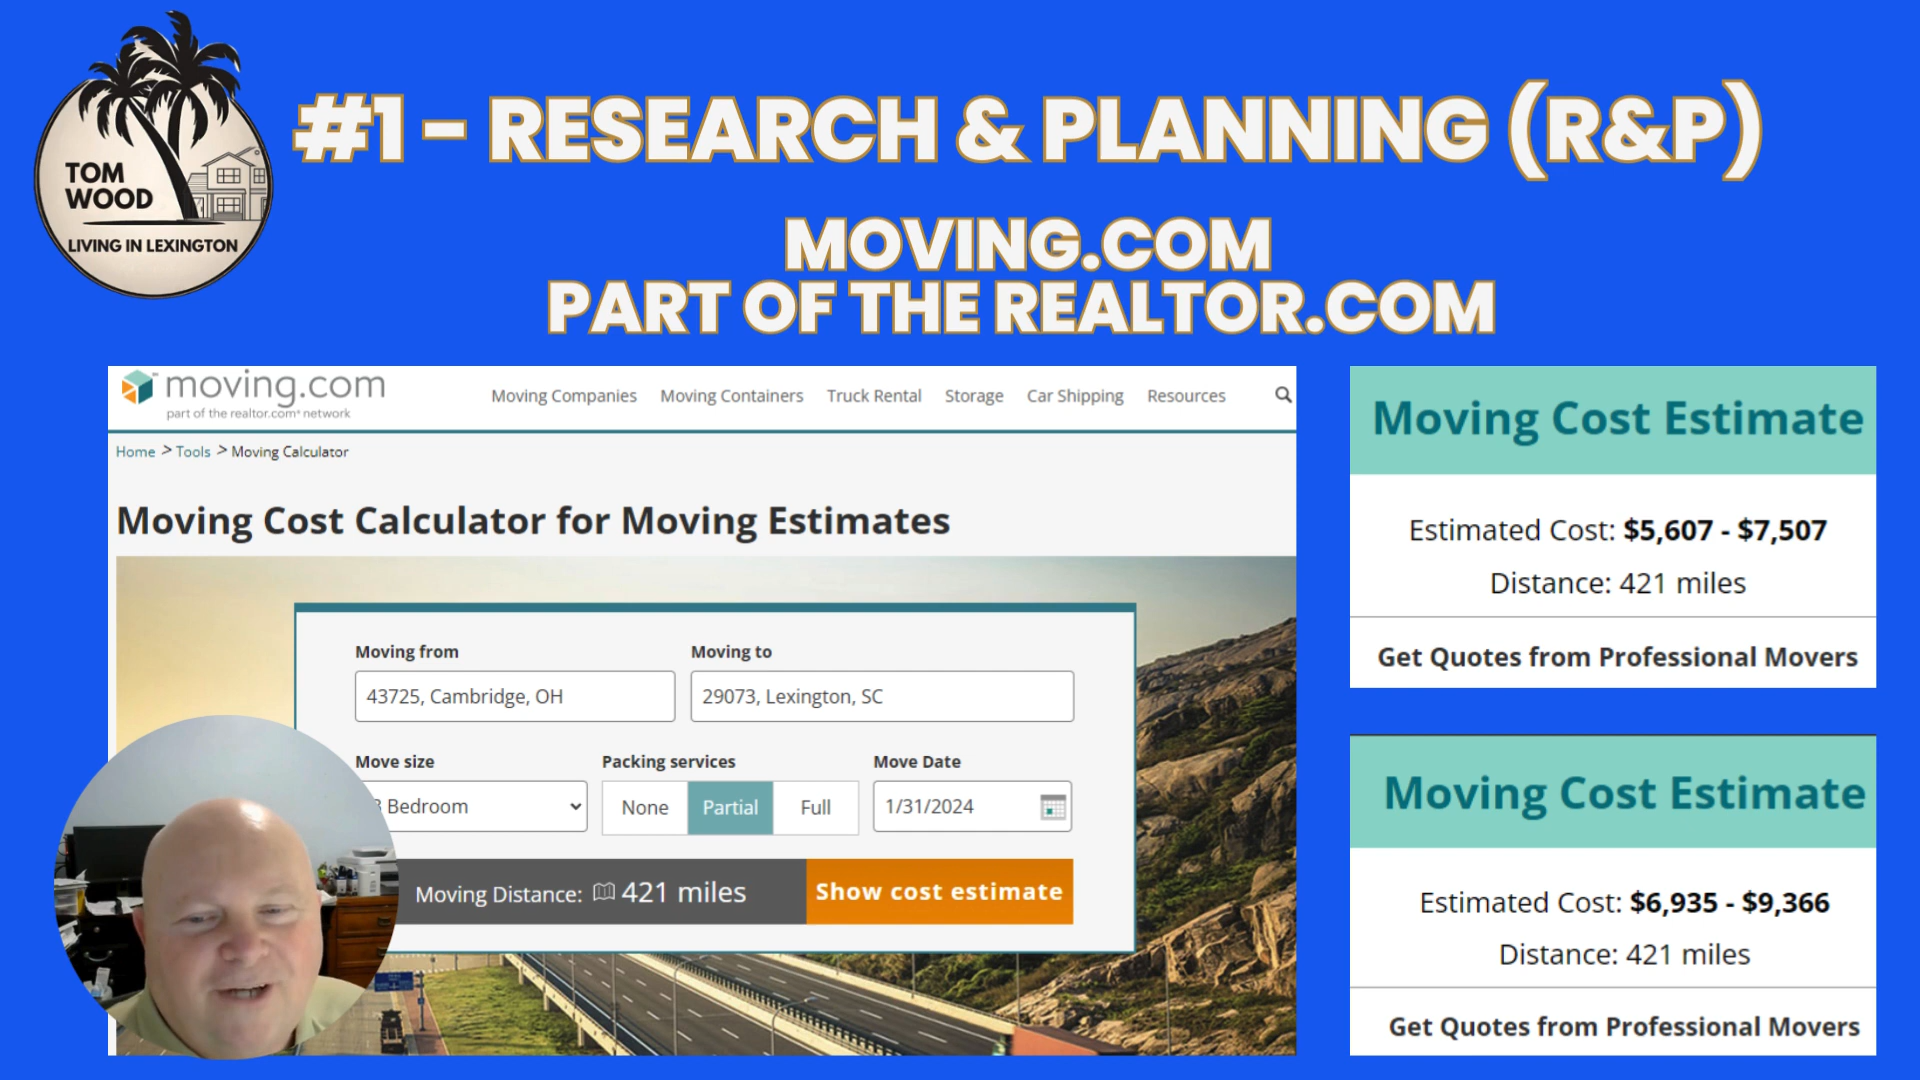 TOM
WOOD
LIVING IN LEXINGTON
#1 - RESEARCH & PLANNING (R&P)
MOVING.COM
PART OF THE REALTOR.COM
moving.com
part of the realtor.com® network
Moving Companies Moving Containers Truck Rental Storage Car Shipping Resources
Home > Tools > Moving Calculator
Moving Cost Calculator for Moving Estimates
Moving from Moving to
43725, Cambridge, OH 29073, Lexington, SC
Move size Packing services Move Date
3 Bedroom None Partial Full 1/31/2024
Moving Distance: 421 miles Show cost estimate
Moving Cost Estimate
Estimated Cost: $5,607 - $7,507
Distance: 421 miles
Get Quotes from Professional Movers
Moving Cost Estimate
Estimated Cost: $6,935 - $9,366
Distance: 421 miles
Get Quotes from Professional Movers